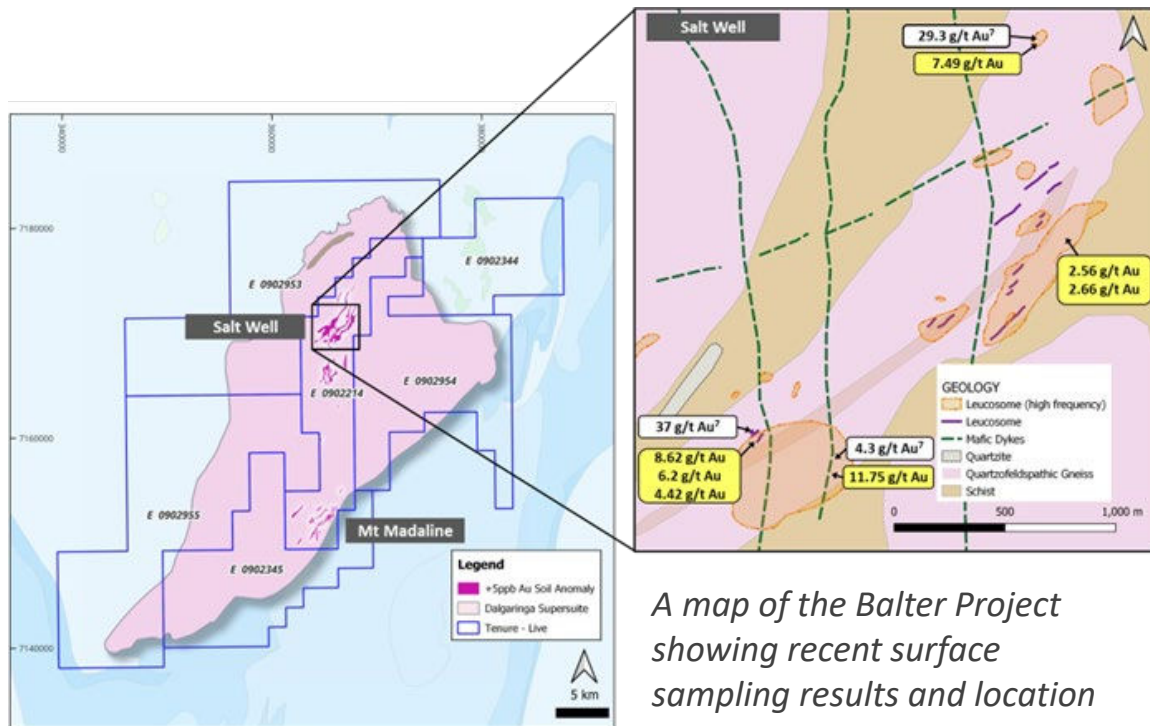 340000
360000
380000
7180000
7160000
7140000
E 0902953
E 0902344
Salt Well
E 0902214
E 0902954
E 0902955
Mt Madaline
E 0902345
Legend
+5ppb Au Soil Anomaly
Dalgaringa Supersuite
Tenure - Live
5 km
Salt Well
29.3 g/t Au⁷
7.49 g/t Au
2.56 g/t Au
2.66 g/t Au
37 g/t Au⁷
8.62 g/t Au
6.2 g/t Au
4.42 g/t Au
4.3 g/t Au⁷
11.75 g/t Au
GEOLOGY
Leucosome (high frequency)
Leucosome
Mafic Dykes
Quartzite
Quartzofeldspathic Gneiss
Schist
0 500 1,000 m
A map of the Balter Project
showing recent surface
sampling results and location